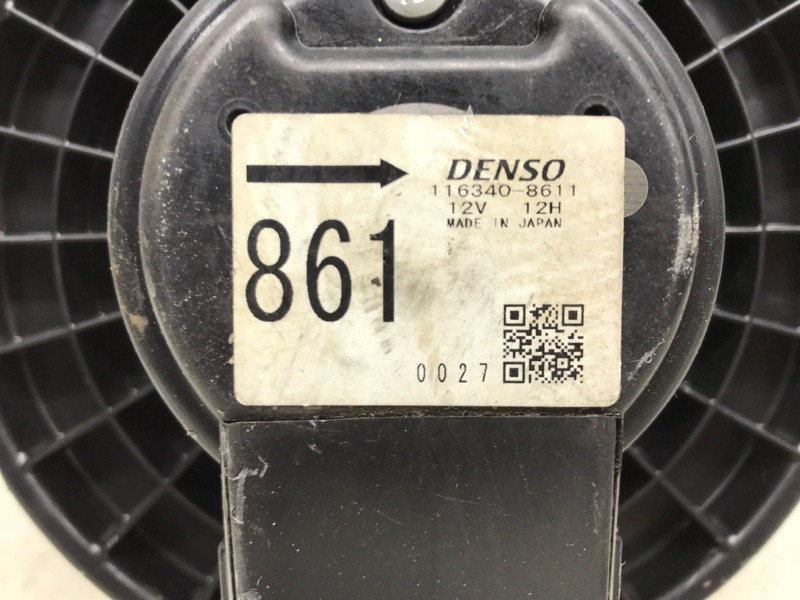 DENSO
116340-8611
12V 12H
MADE IN JAPAN
861
0027